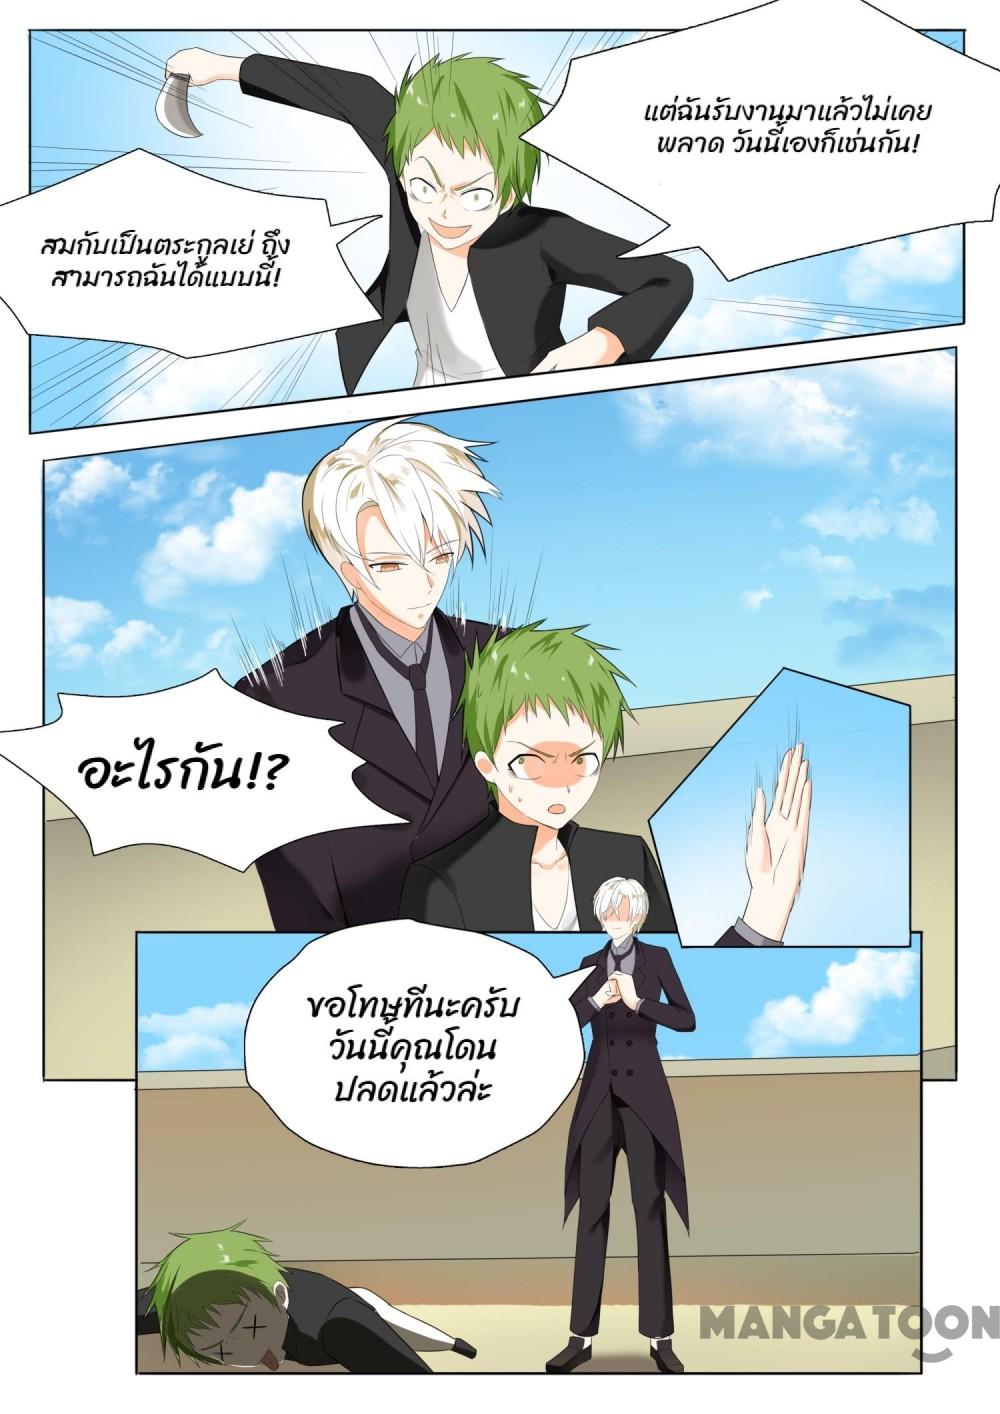 สมกับเป็นตระกูลเย่ ถึง
สามารถฉันได้แบบนี้!
แต่ฉันรับงานมาแล้วไม่เคย
พลาด วันนี้เองก็เช่นกัน!
อะไรกัน!?
ขอโทษทีนะครับ
วันนี้คุณโดน
ปลดแล้วล่ะ
MANGATOON